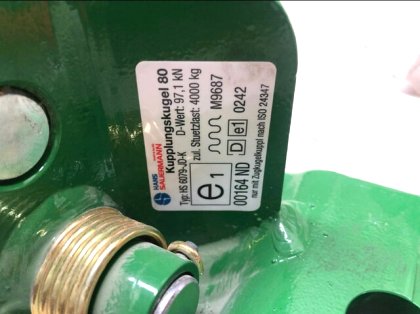 HANS
SAUERMANN
Kupplungskugel 80
Typ: HS 6079-JD-K D-Wert: 97,1 kN
zul. Stuetzlast: 4000 kg
M9687
D e1 0242
e1
00164 ND
nur mit Zugkugelkuppl nach ISO 24347